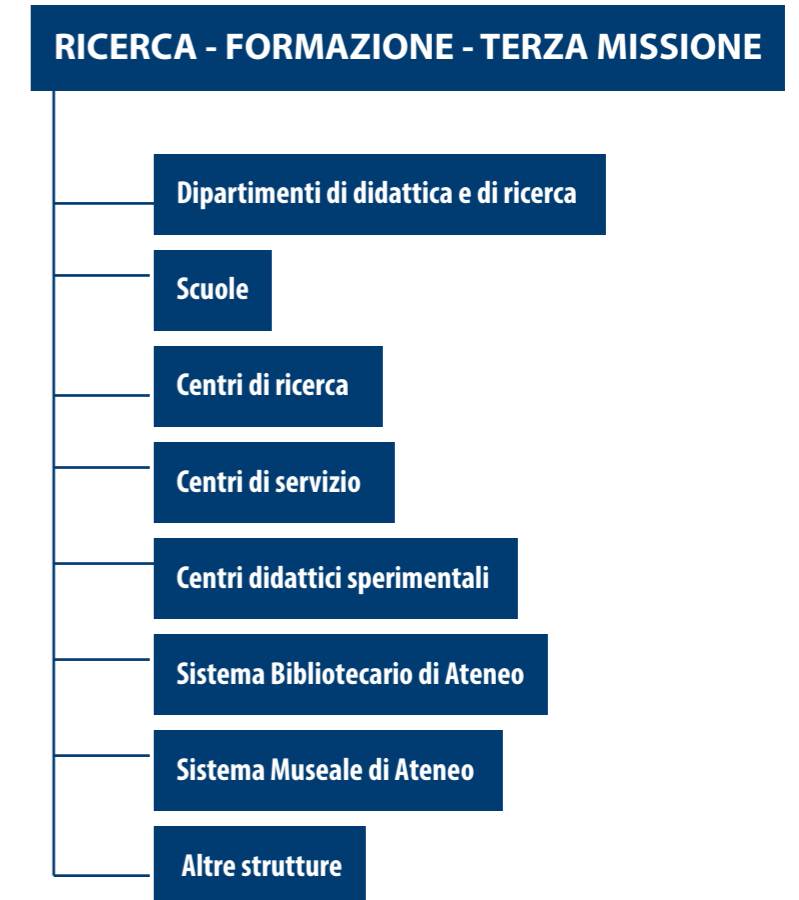 RICERCA - FORMAZIONE - TERZA MISSIONE
Dipartimenti di didattica e di ricerca
Scuole
Centri di ricerca
Centri di servizio
Centri didattici sperimentali
Sistema Bibliotecario di Ateneo
Sistema Museale di Ateneo
Altre strutture